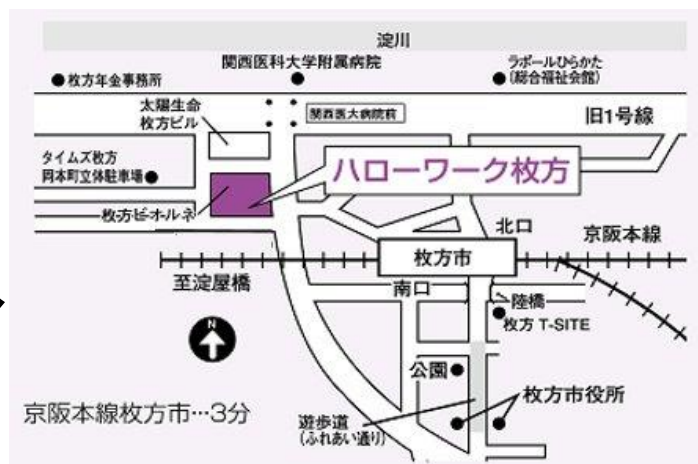 淀川
関西医科大学附属病院
ラポールひらかた
(総合福祉会館)
枚方年金事務所
太陽生命
枚方ビル
関西医大病院前
旧1号線
タイムズ枚方
岡本町立体駐車場
ハローワーク枚方
枚方ビオルネ
北口
京阪本線
枚方市
至淀屋橋
南口
陸橋
枚方 T-SITE
N
公園
枚方市役所
京阪本線枚方市…3分
遊歩道
(ふれあい通り)